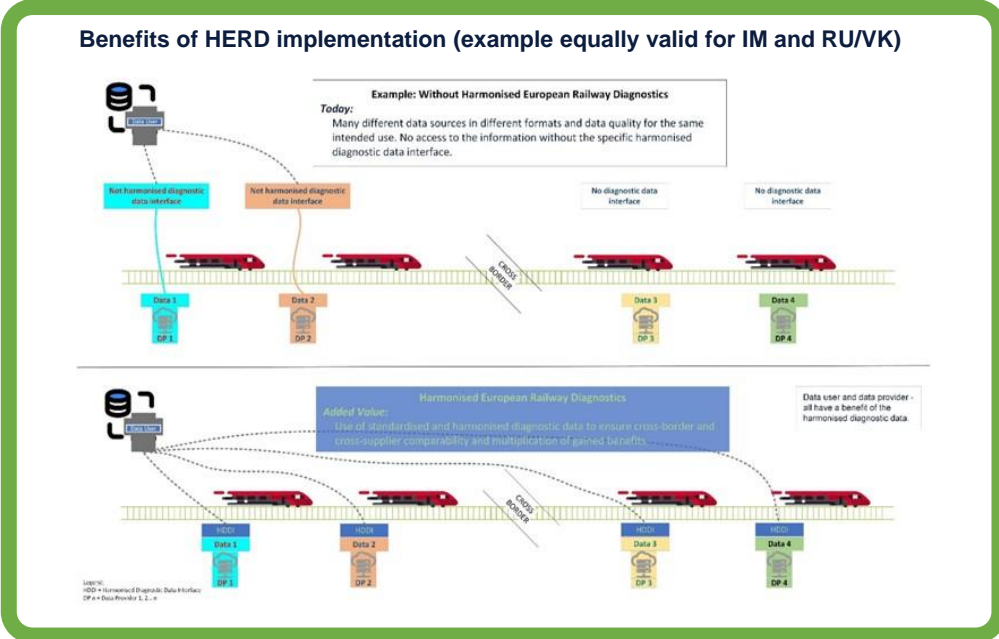 Benefits of HERD implementation (example equally valid for IM and RU/VK)
Example: Without Harmonised European Railway Diagnostics
Today:
Many different data sources in different formats and data quality for the same
intended use. No access to the information without the specific harmonised
diagnostic data interface.
Data User
Not harmonised diagnostic
data interface
Not harmonised diagnostic
data interface
No diagnostic data
interface
No diagnostic data
interface
CROSS
BORDER
Data 1
DP 1
Data 2
DP 2
Data 3
DP 3
Data 4
DP 4
Harmonised European Railway Diagnostics
Added Value:
Use of standardised and harmonised diagnostic data to ensure cross-border and
cross-supplier comparability and multiplication of gained benefits
Data user and data provider -
all have a benefit of the
harmonised diagnostic data.
Data User
CROSS
BORDER
HDDI
Data 1
DP 1
HDDI
Data 2
DP 2
HDDI
Data 3
DP 3
HDDI
Data 4
DP 4
Legend:
HDDI = Harmonised Diagnostic Data Interface
DP n = Data Provider 1, 2... n